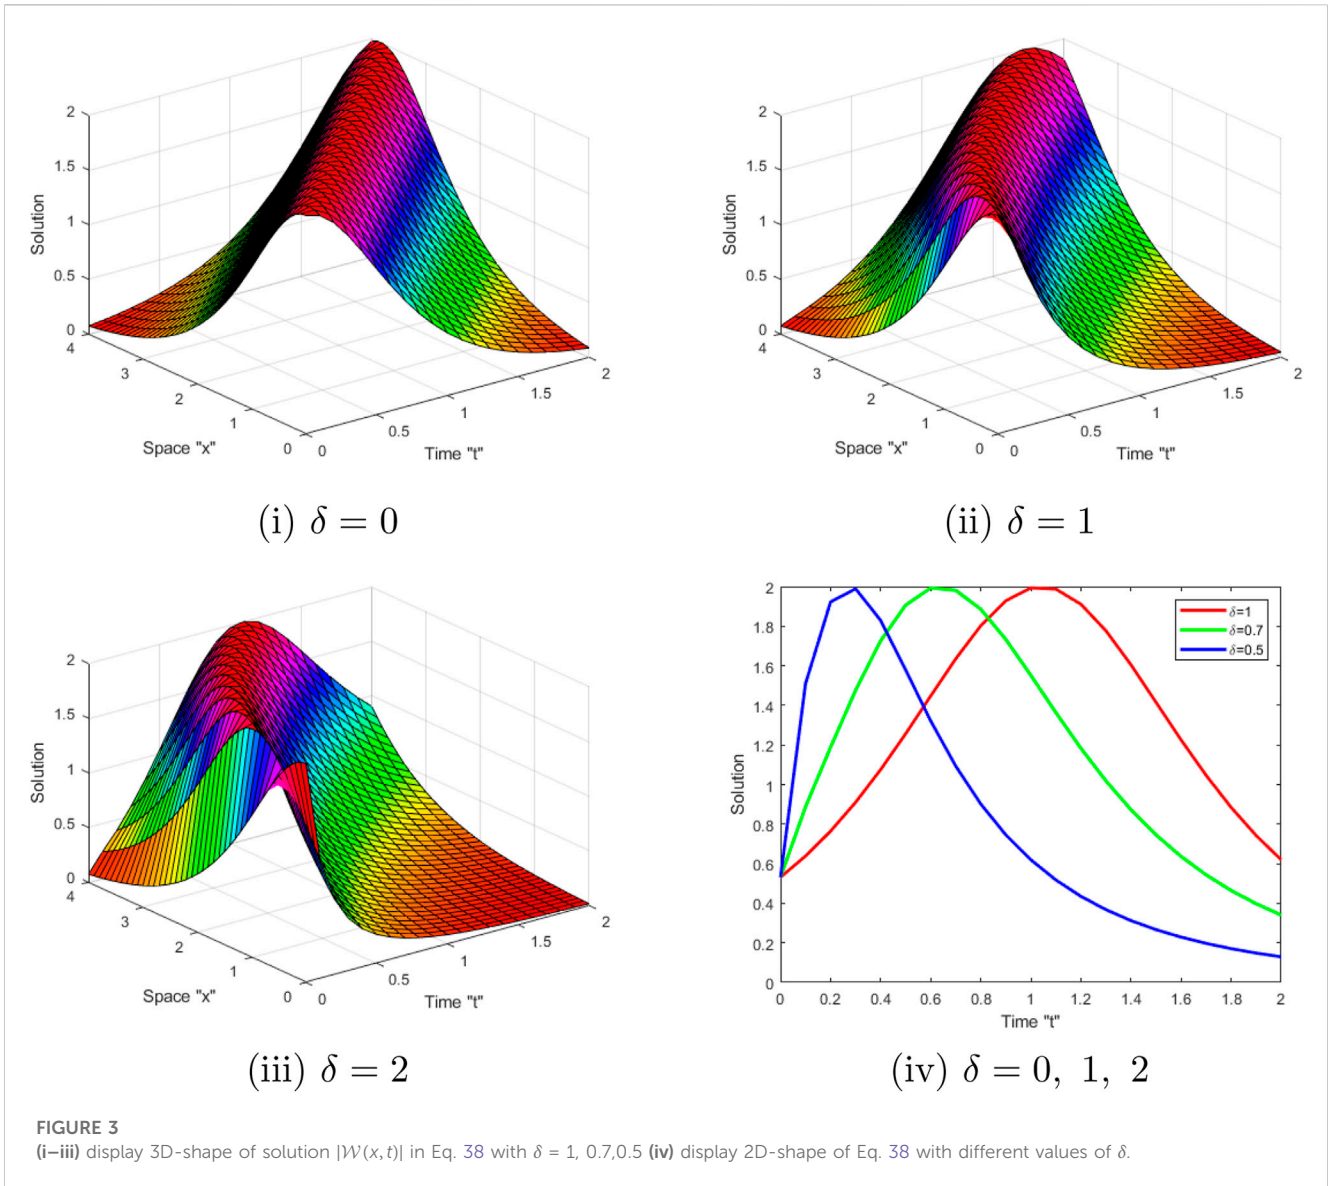 2
1.5
1
0.5
0
Solution
4
3
2
1
0
Space "x"
0
0.5
1
1.5
2
Time "t"
(i) δ = 0
2
1.5
1
0.5
0
Solution
4
3
2
1
0
Space "x"
0
0.5
1
1.5
2
Time "t"
(ii) δ = 1
2
1.5
1
0.5
0
Solution
4
3
2
1
0
Space "x"
0
0.5
1
1.5
2
Time "t"
(iii) δ = 2
2
1.8
1.6
1.4
1.2
1
0.8
0.6
0.4
0.2
0
Solution
δ=1
δ=0.7
δ=0.5
0 0.2 0.4 0.6 0.8 1 1.2 1.4 1.6 1.8 2
Time "t"
(iv) δ = 0, 1, 2
FIGURE 3
(i–iii) display 3D-shape of solution |𝒲(x, t)| in Eq. 38 with δ = 1, 0.7,0.5 (iv) display 2D-shape of Eq. 38 with different values of δ.